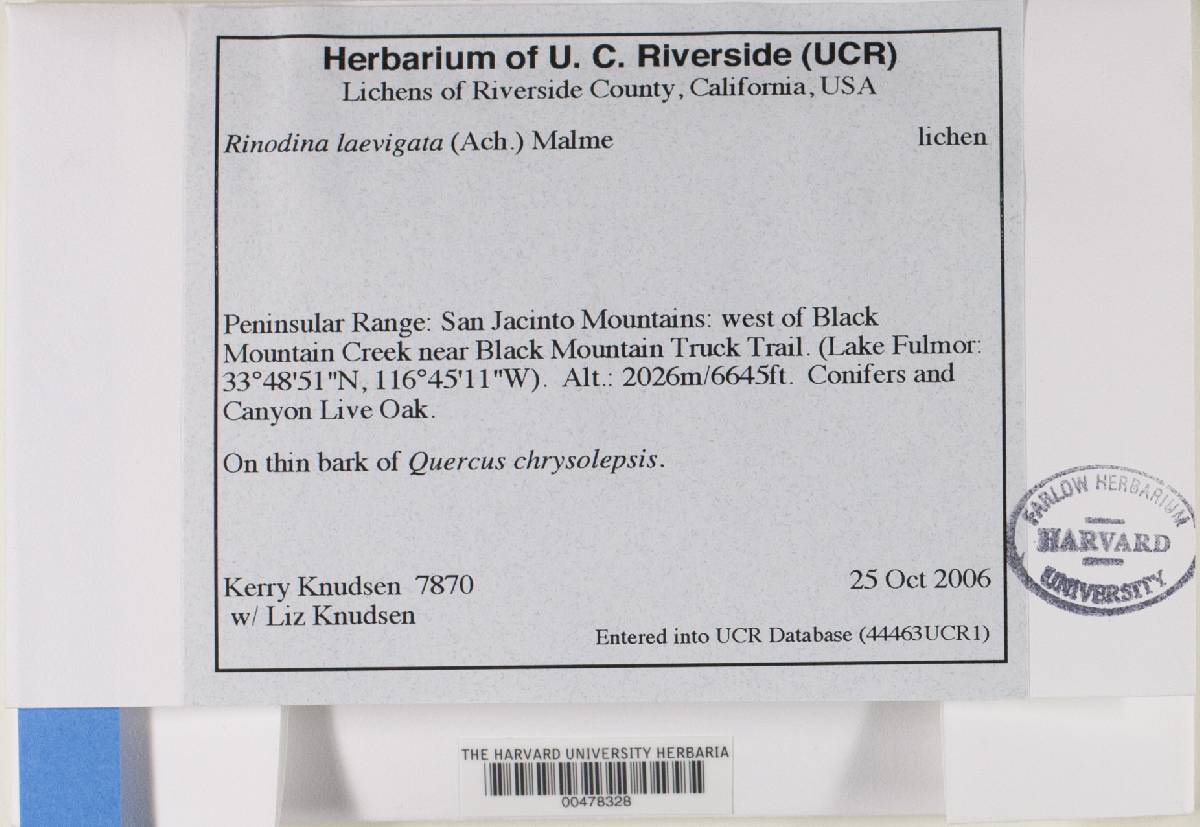 Herbarium of U. C. Riverside (UCR)
Lichens of Riverside County, California, USA
Rinodina laevigata (Ach.) Malme lichen
Peninsular Range: San Jacinto Mountains: west of Black
Mountain Creek near Black Mountain Truck Trail. (Lake Fulmor:
33°48'51"N, 116°45'11"W). Alt.: 2026m/6645ft. Conifers and
Canyon Live Oak.
On thin bark of Quercus chrysolepsis.
Kerry Knudsen 7870 25 Oct 2006
w/ Liz Knudsen
Entered into UCR Database (44463UCR1)
FARLOW HERBARIUM
HARVARD
UNIVERSITY
THE HARVARD UNIVERSITY HERBARIA
00478328